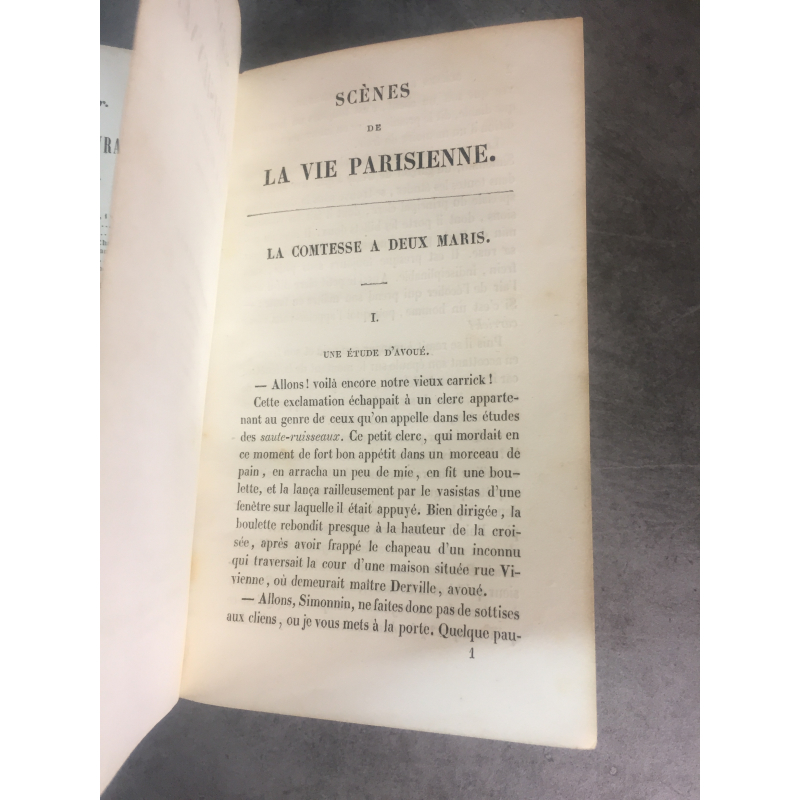 SCÈNES
DE
LA VIE PARISIENNE.
LA COMTESSE A DEUX MARIS.
I.
UNE ÉTUDE D'AVOUÉ.
— Allons! voilà encore notre vieux carrick!
Cette exclamation échappait à un clerc apparte-
nant au genre de ceux qu'on appelle dans les études
des saute-ruisseaux. Ce petit clerc, qui mordait en
ce moment de fort bon appétit dans un morceau de
pain, en arracha un peu de mie, en fit une bou-
lette, et la lança railleusement par le vasistas d'une
fenêtre sur laquelle il était appuyé. Bien dirigée, la
boulette rebondit presque à la hauteur de la croi-
sée, après avoir frappé le chapeau d'un inconnu
qui traversait la cour d'une maison située rue Vi-
vienne, où demeurait maître Derville, avoué.
— Allons, Simonnin, ne faites donc pas de sottises
aux cliens, ou je vous mets à la porte. Quelque pau-
1